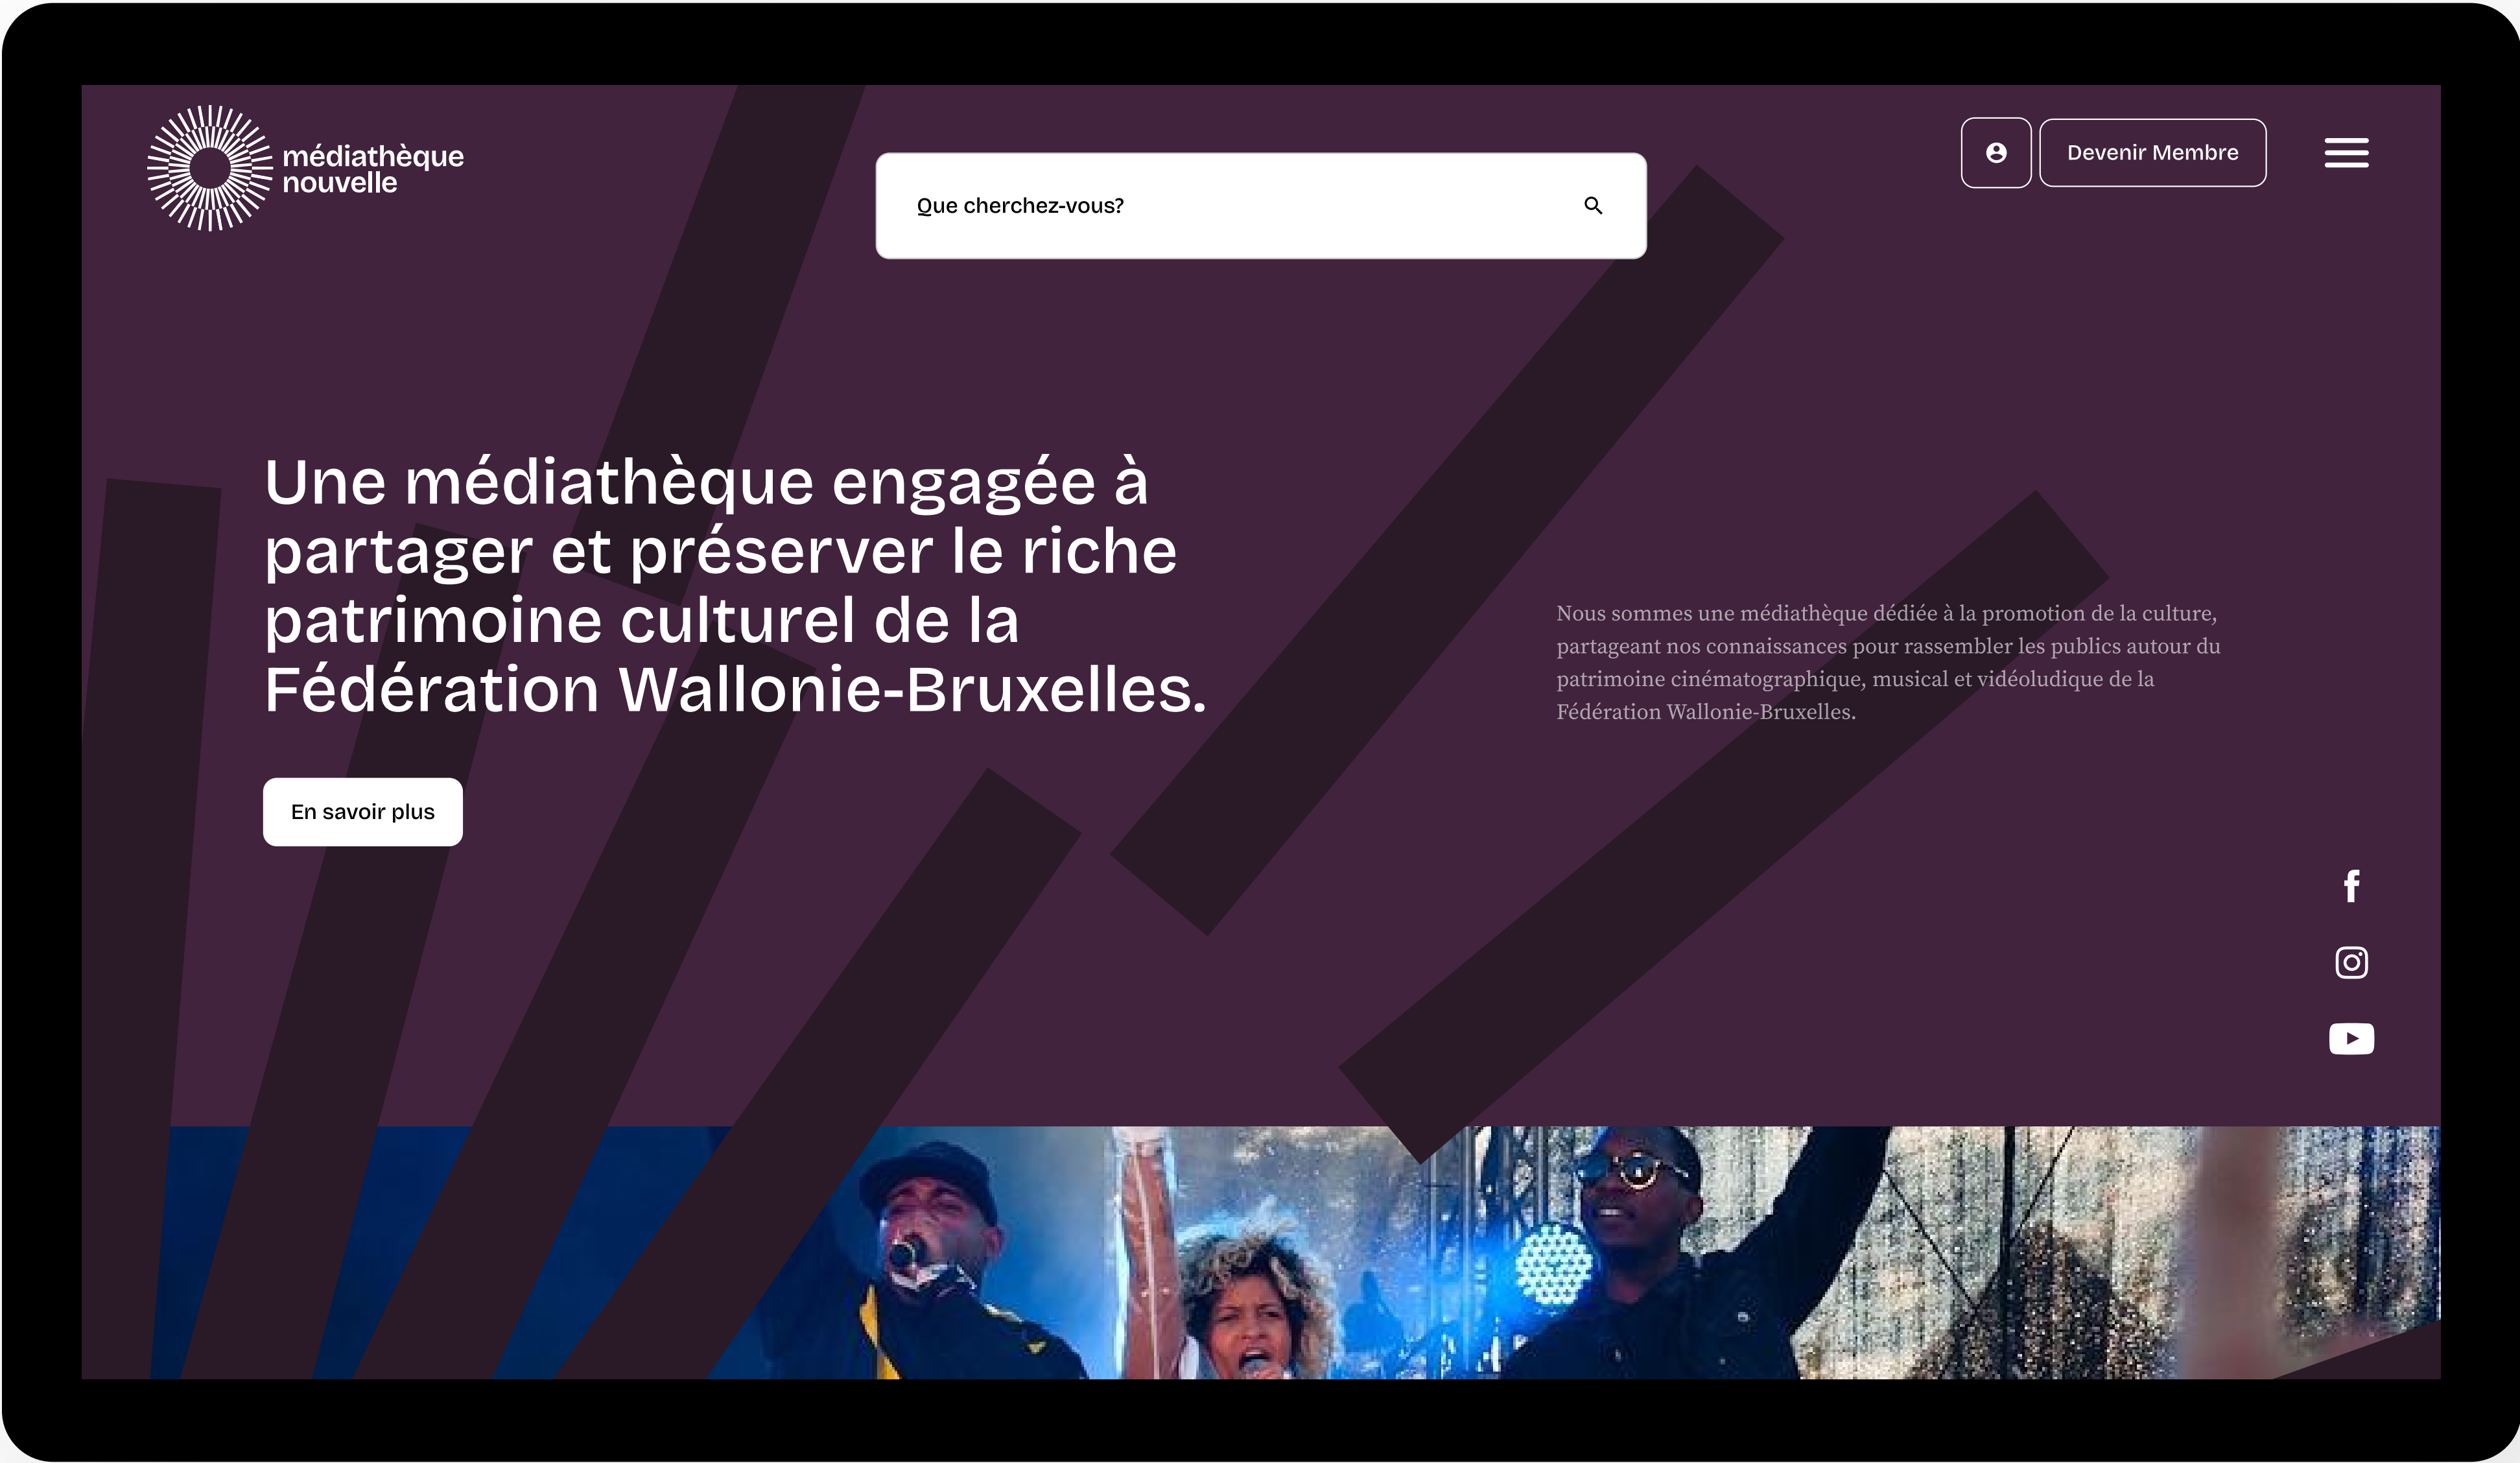 médiathèque
nouvelle
Que cherchez-vous?
Devenir Membre
Une médiathèque engagée à
partager et préserver le riche
patrimoine culturel de la
Fédération Wallonie-Bruxelles.
Nous sommes une médiathèque dédiée à la promotion de la culture,
partageant nos connaissances pour rassembler les publics autour du
patrimoine cinématographique, musical et vidéoludique de la
Fédération Wallonie-Bruxelles.
En savoir plus